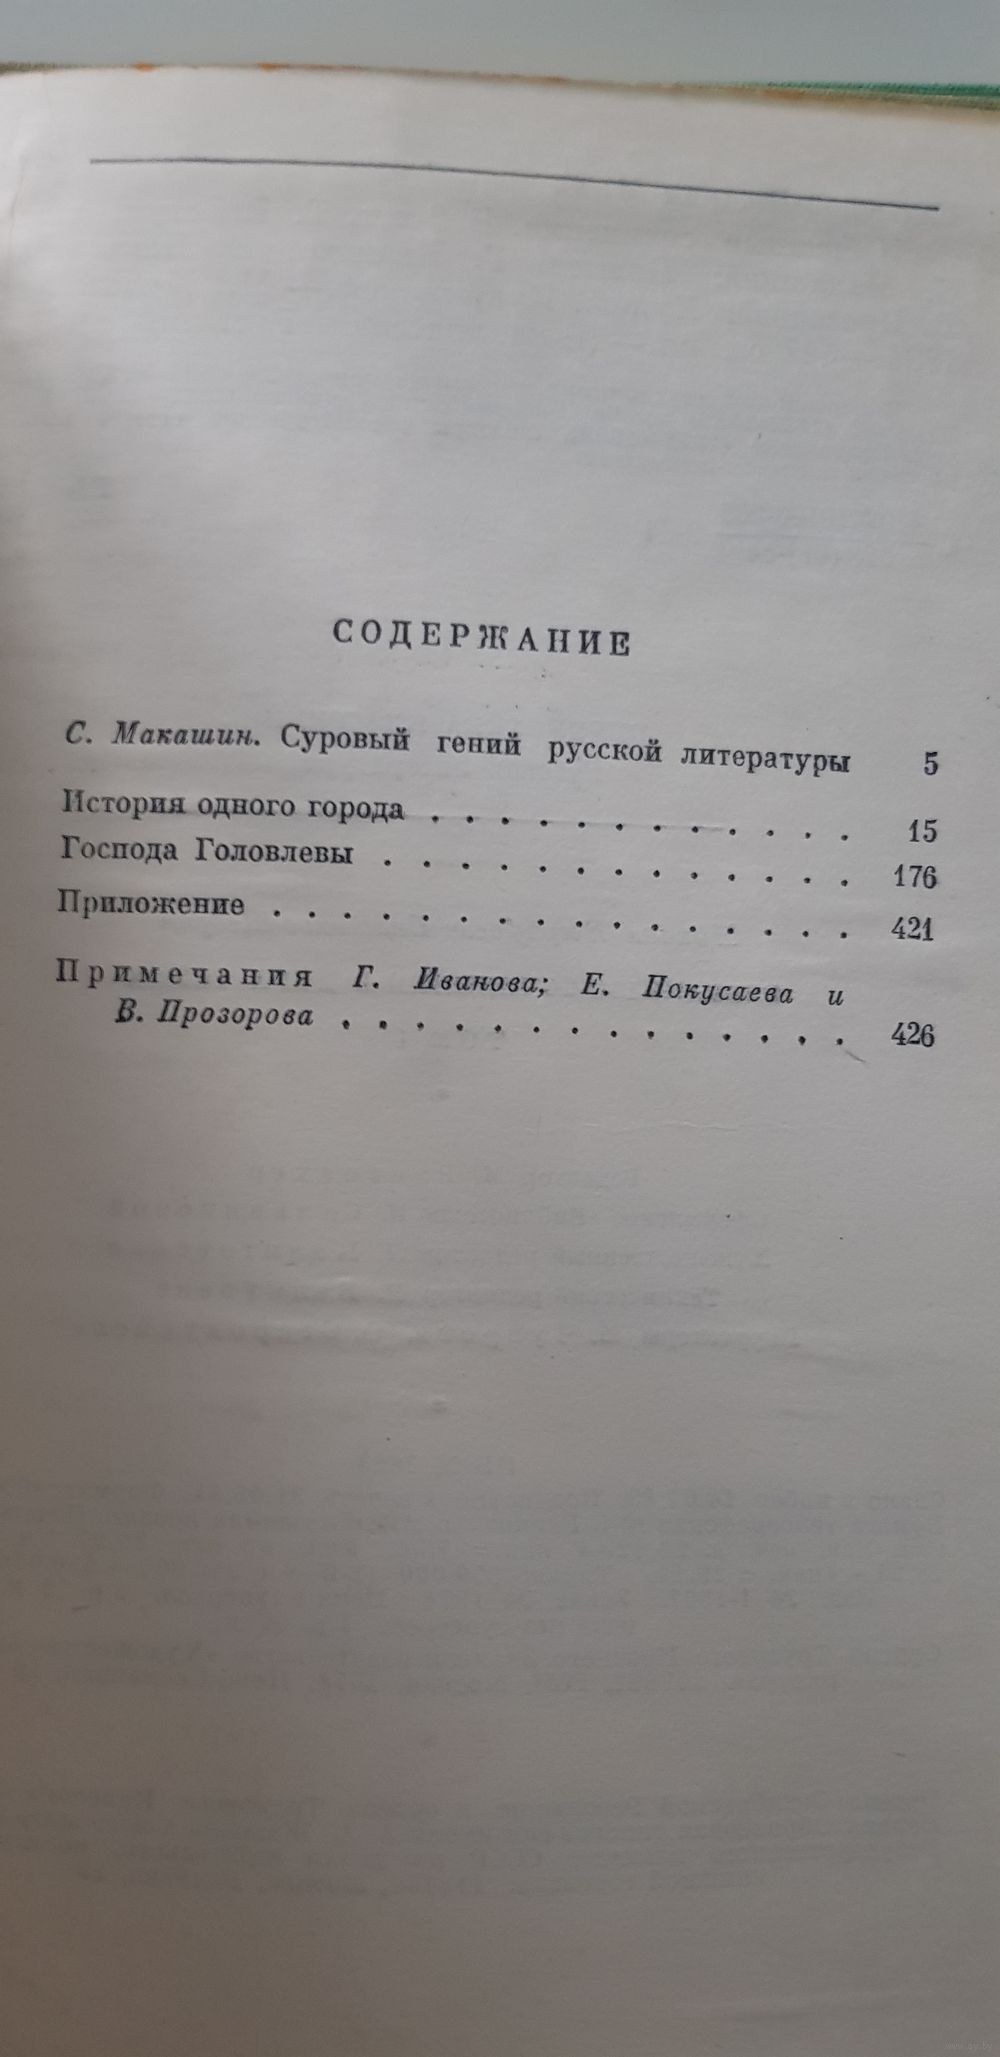 СОДЕРЖАНИЕ
С. Макашин. Суровый гений русской литературы 5
История одного города . . . . . . . . . . . . 15
Господа Головлевы . . . . . . . . . . . . . 176
Приложение . . . . . . . . . . . . . . . . 421
Примечания Г. Иванова; Е. Покусаева и
В. Прозорова . . . . . . . . . . . . . . 426